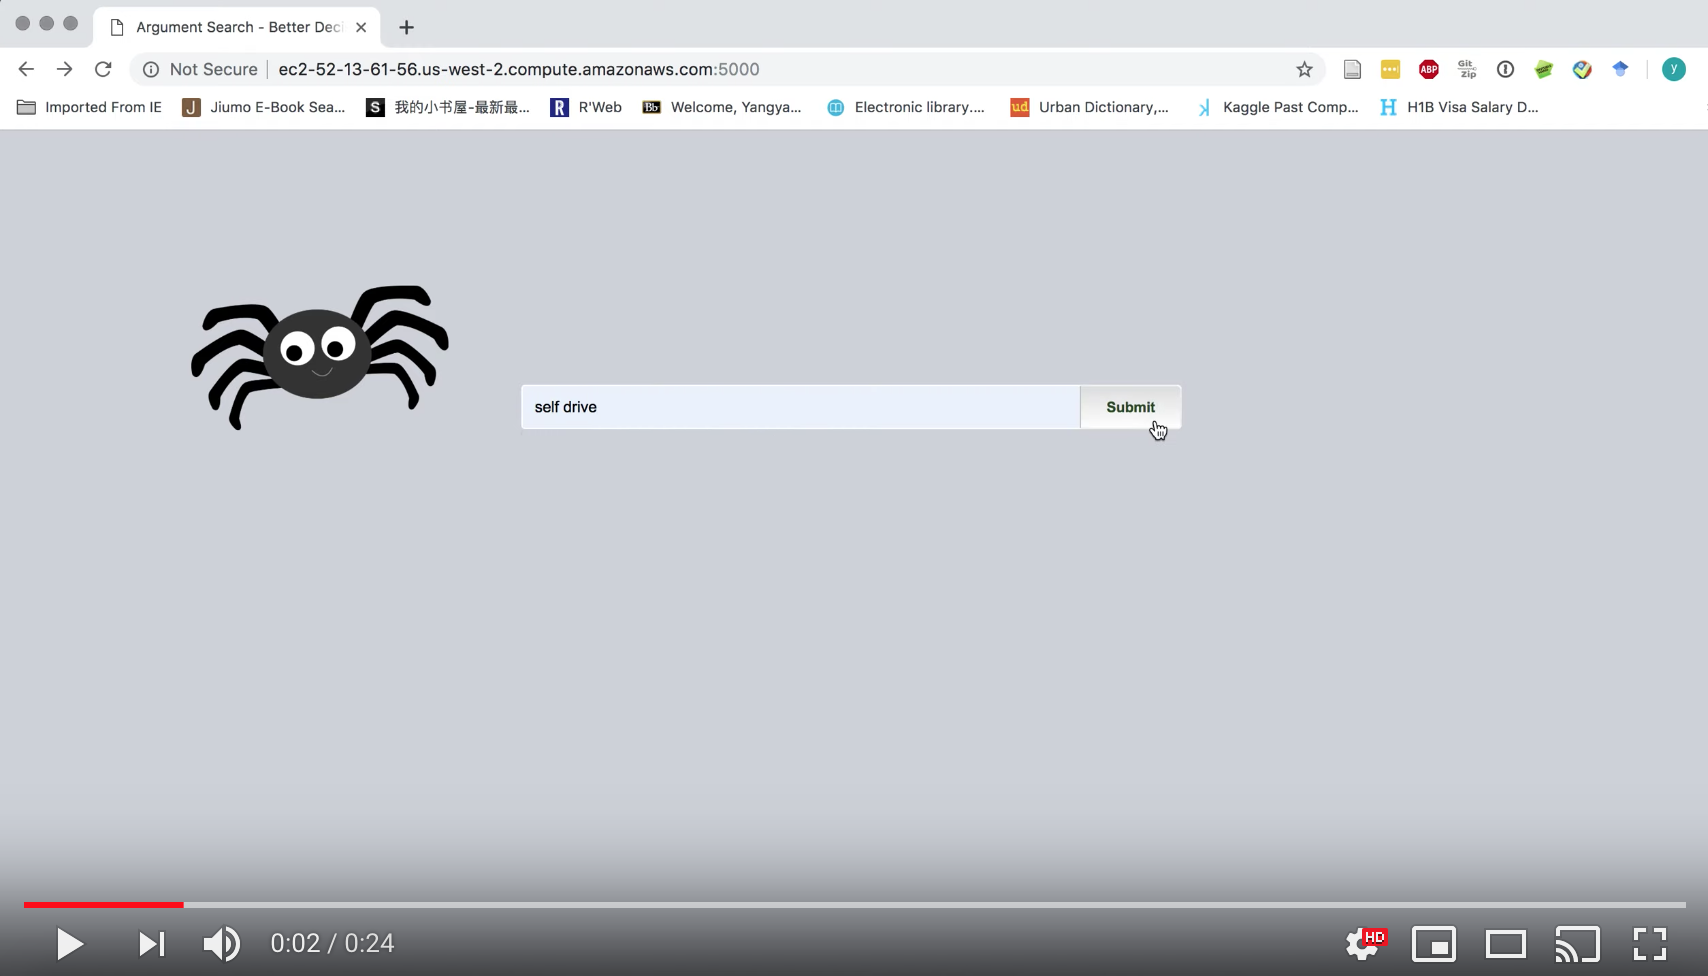 Argument Search - Better Deci
Not Secure ec2-52-13-61-56.us-west-2.compute.amazonaws.com:5000
ABP Git Zip y
Imported From IE J Jiumo E-Book Sea... S 我的小书屋-最新最... R R'Web Bb Welcome, Yangya... Electronic library.... ud Urban Dictionary,... k Kaggle Past Comp... H H1B Visa Salary D...
self drive Submit
0:02 / 0:24 HD